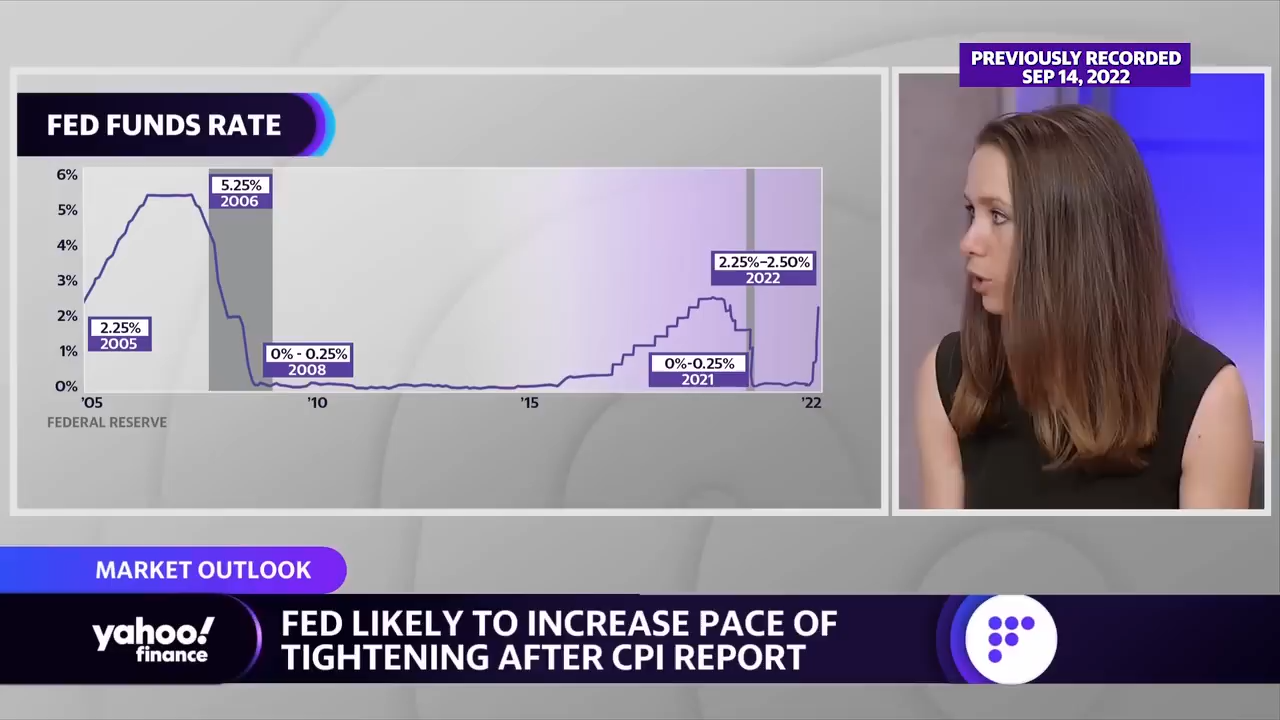 PREVIOUSLY RECORDED
SEP 14, 2022
FED FUNDS RATE
6%
5%
4%
3%
2%
1%
0%
5.25%
2006
2.25%-2.50%
2022
2.25%
2005
0% - 0.25%
2008
0%-0.25%
2021
'05
'10
'15
'22
FEDERAL RESERVE
MARKET OUTLOOK
yahoo!
finance
FED LIKELY TO INCREASE PACE OF
TIGHTENING AFTER CPI REPORT